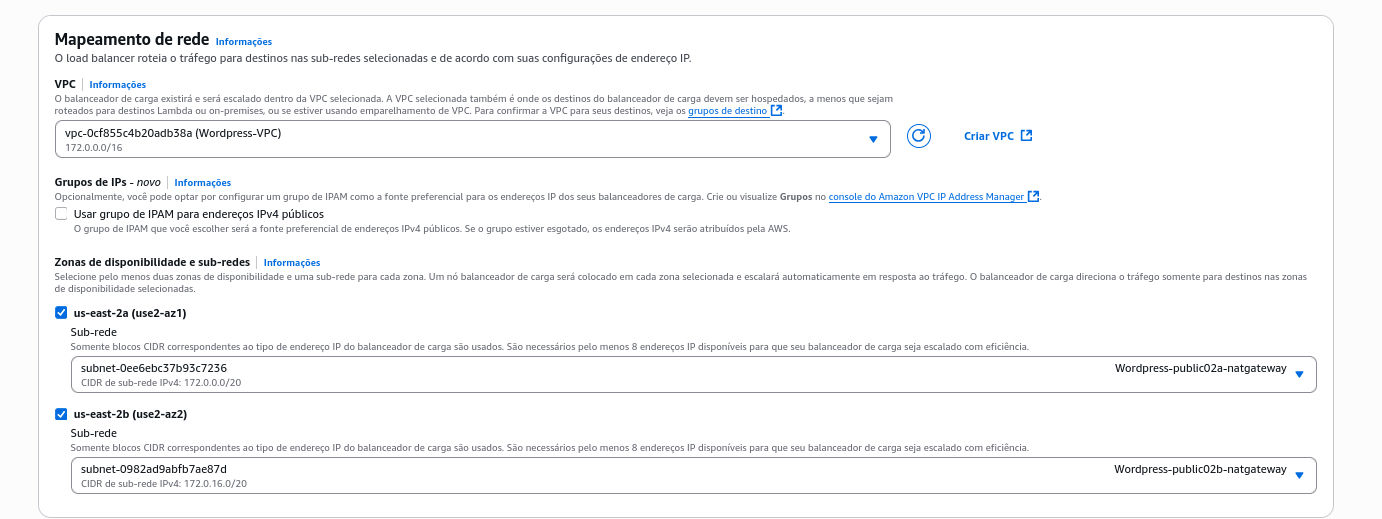 Mapeamento de rede Informações
O load balancer roteia o tráfego para destinos nas sub-redes selecionadas e de acordo com suas configurações de endereço IP.
VPC Informações
O balanceador de carga existirá e será escalado dentro da VPC selecionada. A VPC selecionada também é onde os destinos do balanceador de carga devem ser hospedados, a menos que sejam
roteados para destinos Lambda ou on-premises, ou se estiver usando emparelhamento de VPC. Para confirmar a VPC para seus destinos, veja os grupos de destino.
vpc-0cf855c4b20adb38a (Wordpress-VPC)
172.0.0.0/16
Criar VPC
Grupos de IPs - novo Informações
Opcionalmente, você pode optar por configurar um grupo de IPAM como a fonte preferencial para os endereços IP dos seus balanceadores de carga. Crie ou visualize Grupos no console do Amazon VPC IP Address Manager.
Usar grupo de IPAM para endereços IPv4 públicos
O grupo de IPAM que você escolher será a fonte preferencial de endereços IPv4 públicos. Se o grupo estiver esgotado, os endereços IPv4 serão atribuídos pela AWS.
Zonas de disponibilidade e sub-redes Informações
Selecione pelo menos duas zonas de disponibilidade e uma sub-rede para cada zona. Um nó balanceador de carga será colocado em cada zona selecionada e escalará automaticamente em resposta ao tráfego. O balanceador de carga direciona o tráfego somente para destinos nas zonas
de disponibilidade selecionadas.
us-east-2a (use2-az1)
Sub-rede
Somente blocos CIDR correspondentes ao tipo de endereço IP do balanceador de carga são usados. São necessários pelo menos 8 endereços IP disponíveis para que seu balanceador de carga seja escalado com eficiência.
subnet-0ee6ebc37b93c7236 Wordpress-public02a-natgateway
CIDR de sub-rede IPv4: 172.0.0.0/20
us-east-2b (use2-az2)
Sub-rede
Somente blocos CIDR correspondentes ao tipo de endereço IP do balanceador de carga são usados. São necessários pelo menos 8 endereços IP disponíveis para que seu balanceador de carga seja escalado com eficiência.
subnet-0982ad9abfb7ae87d Wordpress-public02b-natgateway
CIDR de sub-rede IPv4: 172.0.16.0/20